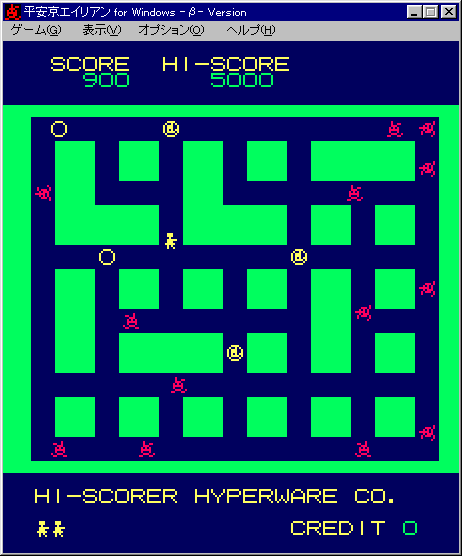 平安京エイリアン for Windows －β－ Version
ゲーム(G) 表示(V) オプション(O) ヘルプ(H)
SCORE HI-SCORE
900 5000
@
@
@
HI-SCORER HYPERWARE CO.
CREDIT 0